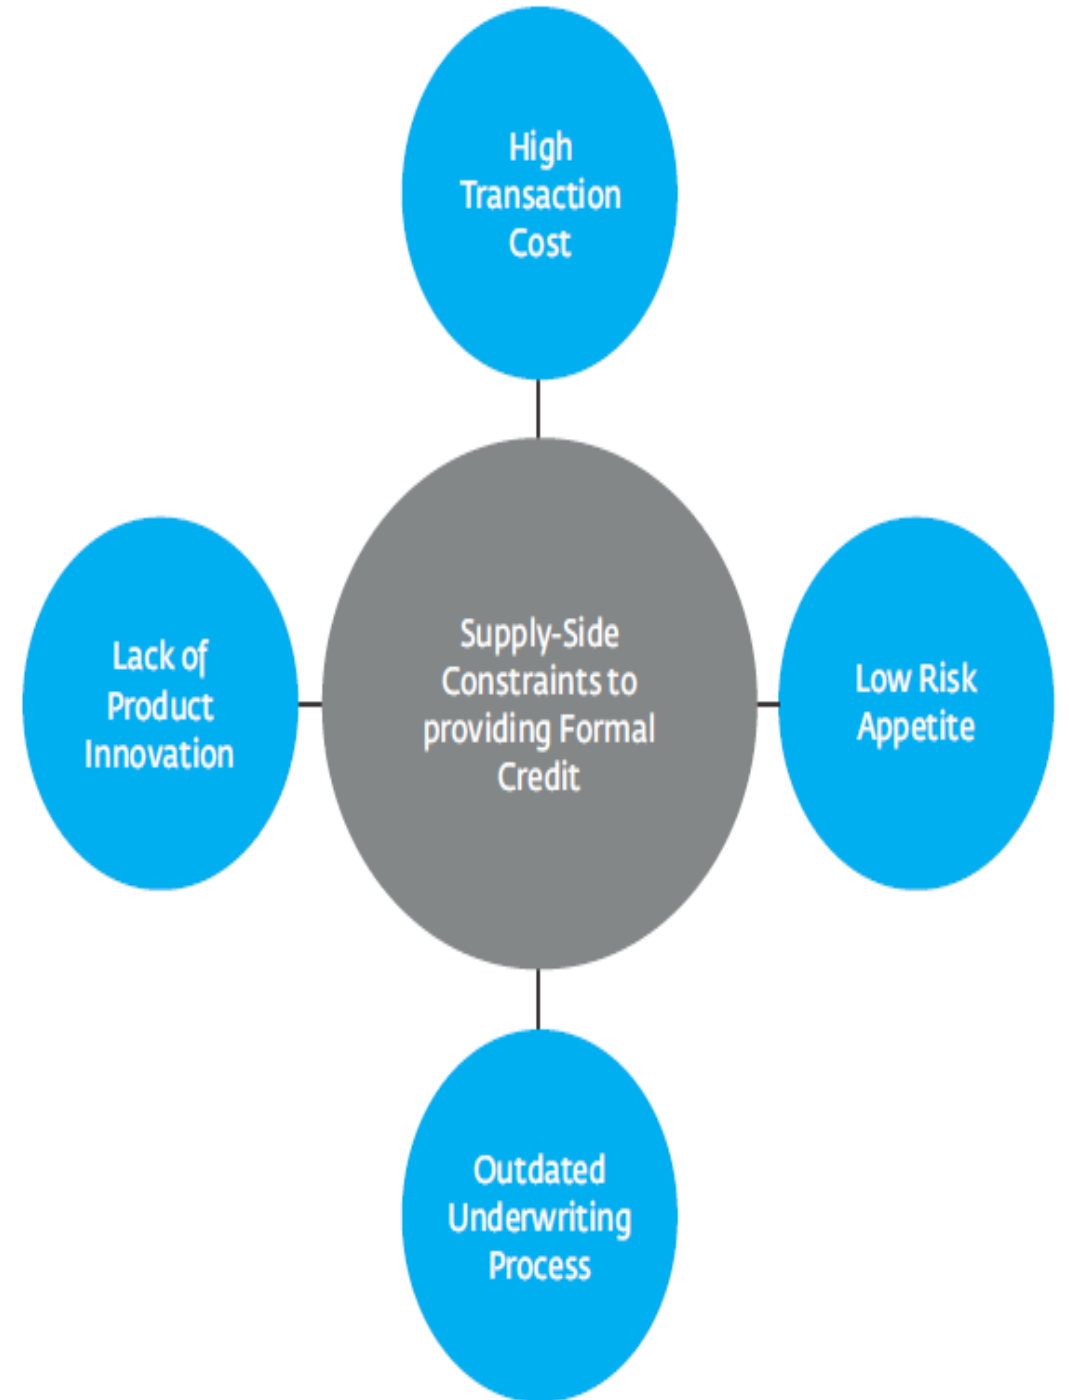 High
Transaction
Cost
Lack of
Product
Innovation
Supply-Side
Constraints to
providing Formal
Credit
Low Risk
Appetite
Outdated
Underwriting
Process